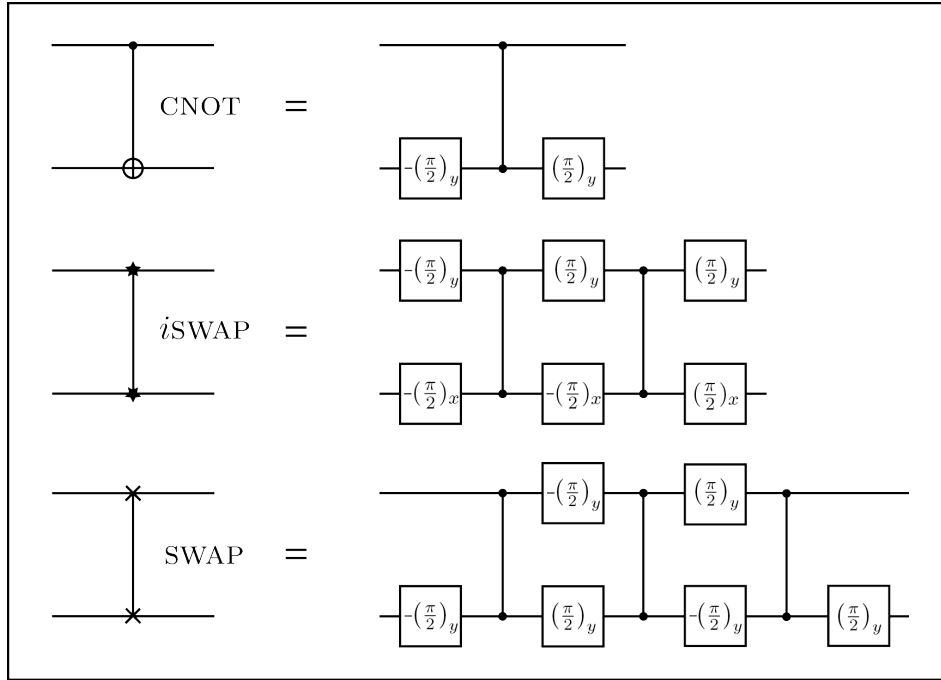 CNOT =
-(π/2)y (π/2)y
-(π/2)y (π/2)y (π/2)y
iSWAP =
-(π/2)x -(π/2)x (π/2)x
-(π/2)y (π/2)y
SWAP =
-(π/2)y (π/2)y -(π/2)y (π/2)y